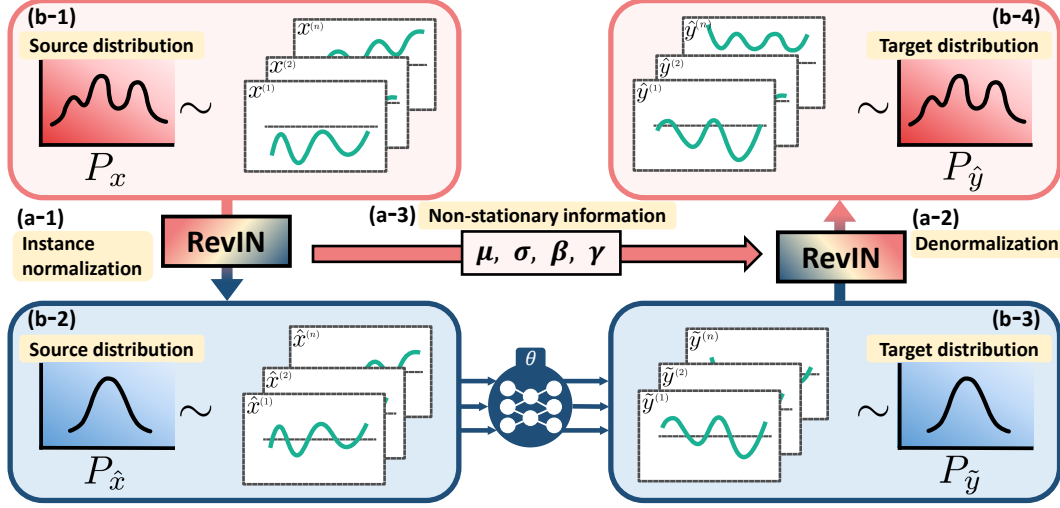 (b-1)
Source distribution
x^{(n)}
x^{(2)}
x^{(1)}
∼
P_x
(b-4)
Target distribution
ŷ^{(n)}
ŷ^{(2)}
ŷ^{(1)}
∼
P_ŷ
(a-1)
Instance
normalization
RevIN
(a-3)
Non-stationary information
μ, σ, β, γ
(a-2)
Denormalization
RevIN
(b-2)
Source distribution
x̂^{(n)}
x̂^{(2)}
x̂^{(1)}
∼
P_x̂
θ
(b-3)
Target distribution
ỹ^{(n)}
ỹ^{(2)}
ỹ^{(1)}
∼
P_ỹ